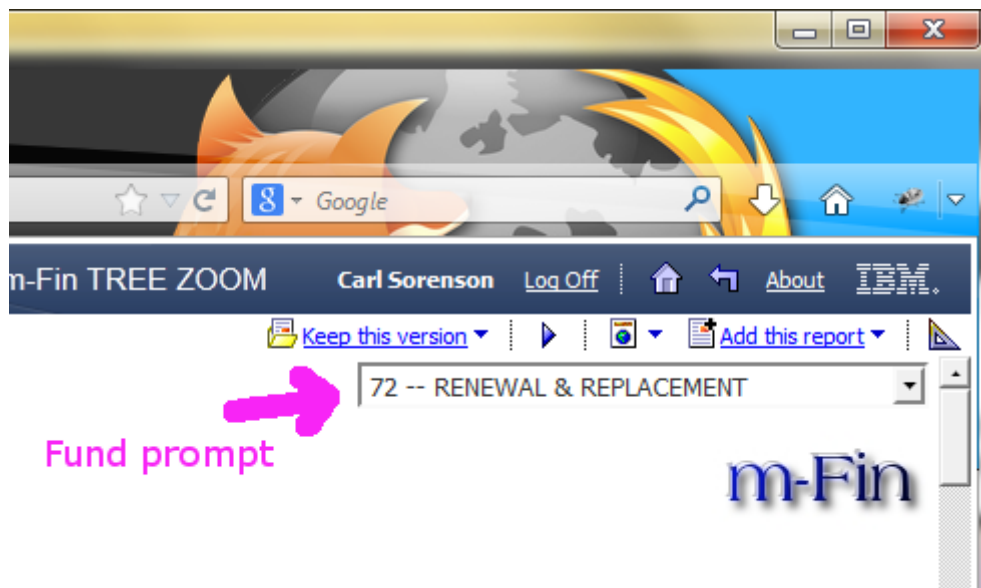 Google
m-Fin TREE ZOOM Carl Sorenson Log Off About IBM.
Keep this version Add this report
72 -- RENEWAL & REPLACEMENT
Fund prompt
m-Fin